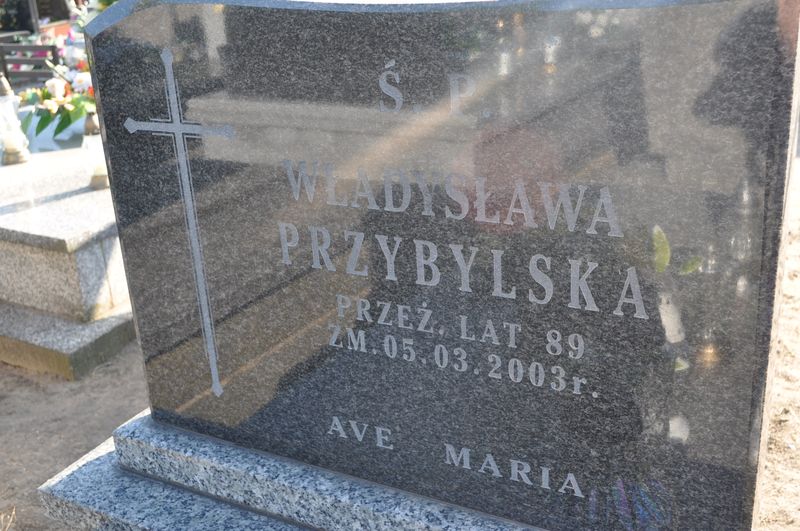 Ś. P.
WŁADYSŁAWA
PRZYBYLSKA
PRZEŻ. LAT 89
ZM. 05.03.2003r.
AVE MARIA